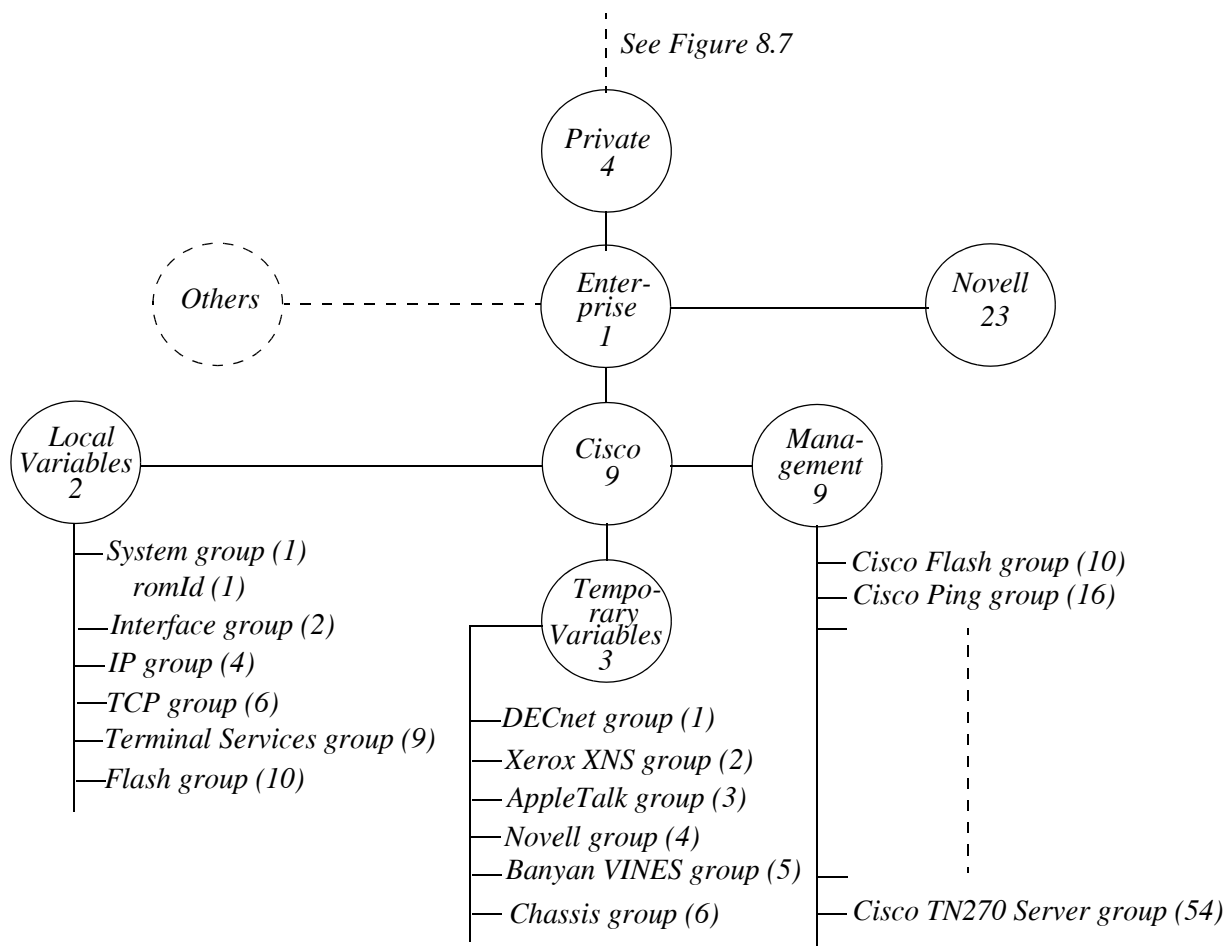 See Figure 8.7
Private
4
Others
Enter-
prise
1
Novell
23
Local
Variables
2
Cisco
9
Mana-
gement
9
System group (1)
romId (1)
Interface group (2)
IP group (4)
TCP group (6)
Terminal Services group (9)
Flash group (10)
Tempo-
rary
Variables
3
DECnet group (1)
Xerox XNS group (2)
AppleTalk group (3)
Novell group (4)
Banyan VINES group (5)
Chassis group (6)
Cisco Flash group (10)
Cisco Ping group (16)
Cisco TN270 Server group (54)